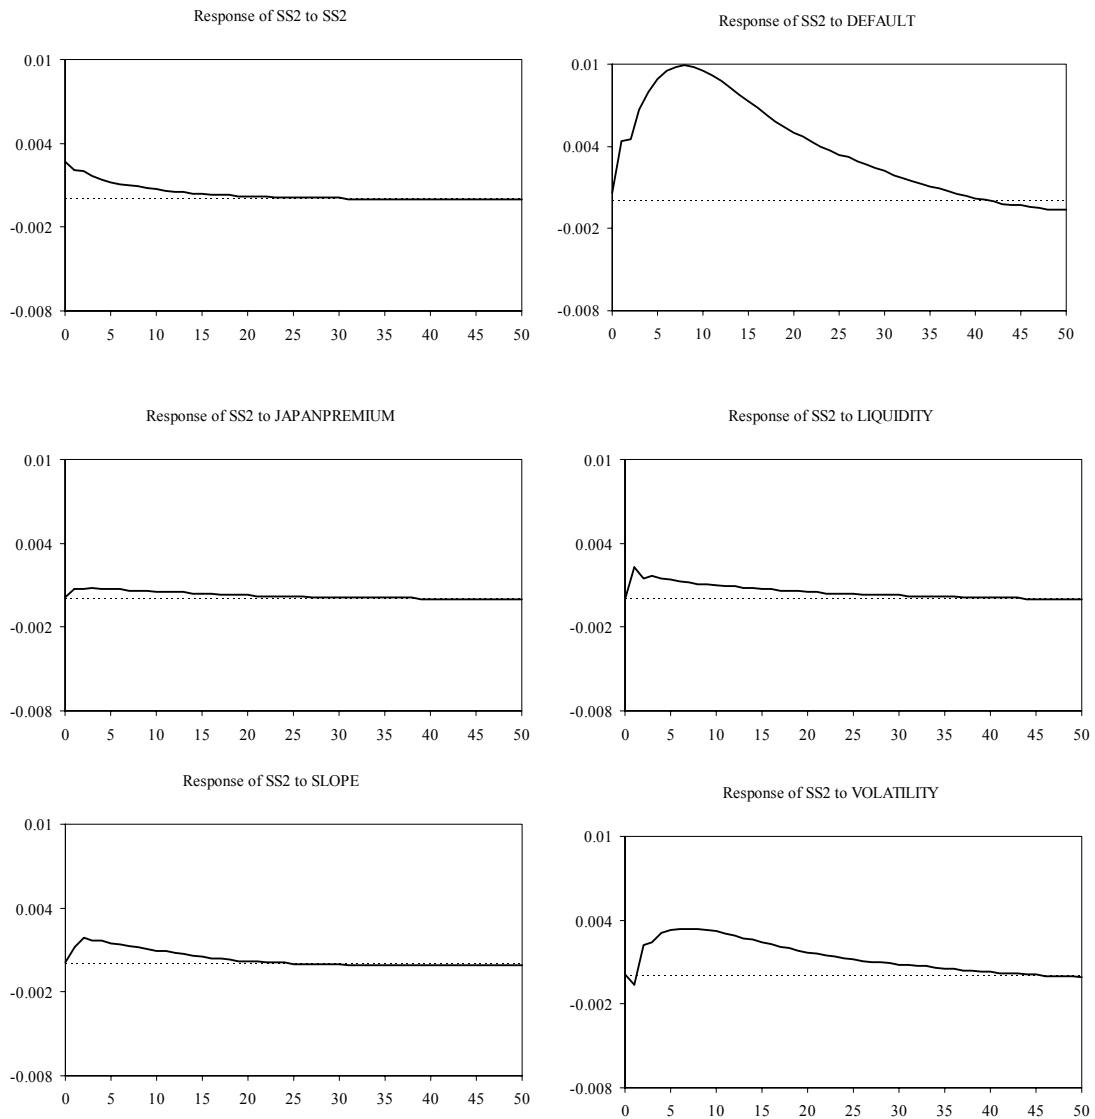 Response of SS2 to SS2
0.01
0.004
-0.002
-0.008
0 5 10 15 20 25 30 35 40 45 50
Response of SS2 to DEFAULT
0.01
0.004
-0.002
-0.008
0 5 10 15 20 25 30 35 40 45 50
Response of SS2 to JAPANPREMIUM
0.01
0.004
-0.002
-0.008
0 5 10 15 20 25 30 35 40 45 50
Response of SS2 to LIQUIDITY
0.01
0.004
-0.002
-0.008
0 5 10 15 20 25 30 35 40 45 50
Response of SS2 to SLOPE
0.01
0.004
-0.002
-0.008
0 5 10 15 20 25 30 35 40 45 50
Response of SS2 to VOLATILITY
0.01
0.004
-0.002
-0.008
0 5 10 15 20 25 30 35 40 45 50